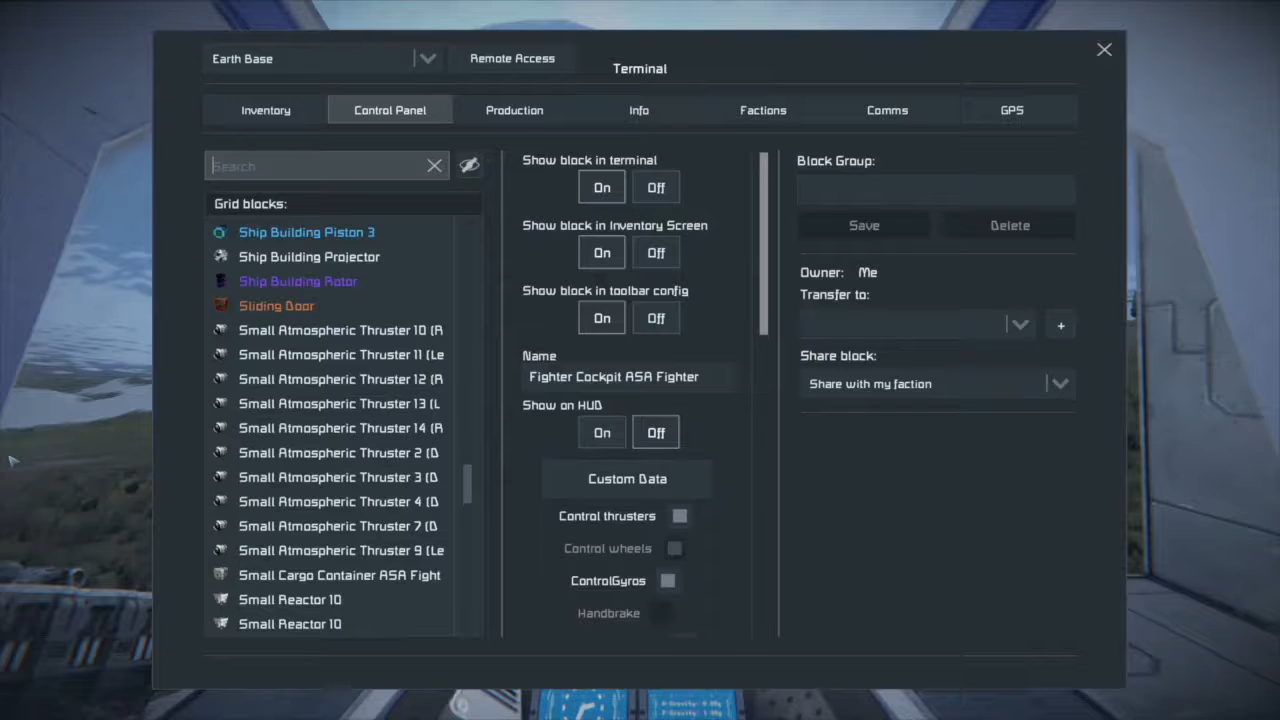 Earth Base
Remote Access
Terminal
Inventory
Control Panel
Production
Info
Factions
Comms
GPS
Search
Grid blocks:
Ship Building Piston 3
Ship Building Projector
Ship Building Rotor
Sliding Door
Small Atmospheric Thruster 10 (R
Small Atmospheric Thruster 11 (Le
Small Atmospheric Thruster 12 (R
Small Atmospheric Thruster 13 (L
Small Atmospheric Thruster 14 (R
Small Atmospheric Thruster 2 (D
Small Atmospheric Thruster 3 (D
Small Atmospheric Thruster 4 (D
Small Atmospheric Thruster 7 (D
Small Atmospheric Thruster 9 (Le
Small Cargo Container ASA Fight
Small Reactor 10
Small Reactor 10
Show block in terminal
On Off
Show block in Inventory Screen
On Off
Show block in toolbar config
On Off
Name
Fighter Cockpit ASA Fighter
Show on HUD
On Off
Custom Data
Control thrusters
Control wheels
ControlGyros
Handbrake
Block Group:
Save Delete
Owner: Me
Transfer to:
+
Share block:
Share with my faction